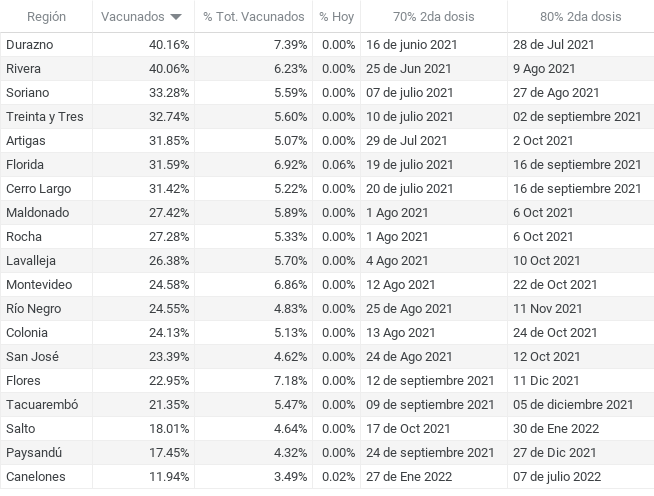 Región Vacunados % Tot. Vacunados % Hoy 70% 2da dosis 80% 2da dosis
Durazno 40.16% 7.39% 0.00% 16 de junio 2021 28 de Jul 2021
Rivera 40.06% 6.23% 0.00% 25 de Jun 2021 9 Ago 2021
Soriano 33.28% 5.59% 0.00% 07 de julio 2021 27 de Ago 2021
Treinta y Tres 32.74% 5.60% 0.00% 10 de julio 2021 02 de septiembre 2021
Artigas 31.85% 5.07% 0.00% 29 de Jul 2021 2 Oct 2021
Florida 31.59% 6.92% 0.06% 19 de julio 2021 16 de septiembre 2021
Cerro Largo 31.42% 5.22% 0.00% 20 de julio 2021 16 de septiembre 2021
Maldonado 27.42% 5.89% 0.00% 1 Ago 2021 6 Oct 2021
Rocha 27.28% 5.33% 0.00% 1 Ago 2021 6 Oct 2021
Lavalleja 26.38% 5.70% 0.00% 4 Ago 2021 10 Oct 2021
Montevideo 24.58% 6.86% 0.00% 12 Ago 2021 22 de Oct 2021
Río Negro 24.55% 4.83% 0.00% 25 de Ago 2021 11 Nov 2021
Colonia 24.13% 5.13% 0.00% 13 Ago 2021 24 de Oct 2021
San José 23.39% 4.62% 0.00% 24 de Ago 2021 12 Oct 2021
Flores 22.95% 7.18% 0.00% 12 de septiembre 2021 11 Dic 2021
Tacuarembó 21.35% 5.47% 0.00% 09 de septiembre 2021 05 de diciembre 2021
Salto 18.01% 4.64% 0.00% 17 de Oct 2021 30 de Ene 2022
Paysandú 17.45% 4.32% 0.00% 24 de septiembre 2021 27 de Dic 2021
Canelones 11.94% 3.49% 0.02% 27 de Ene 2022 07 de julio 2022